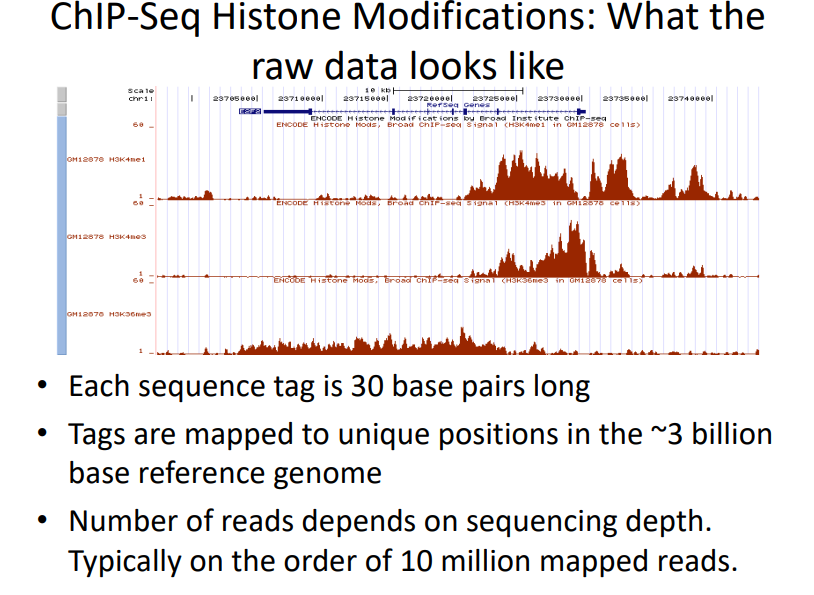 ChIP-Seq Histone Modifications: What the
raw data looks like
Scale
10 kb
chr1:
23705000| 23710000| 23715000| 23720000| 23725000| 23730000| 23735000| 23740000|
RefSeq Genes
E2F2
ENCODE Histone Modifications by Broad Institute ChIP-seq
ENCODE Histone Mods, Broad ChIP-seq Signal (H3K4me1 in GM12878 cells)
60
GM12878 H3K4me1
1
ENCODE Histone Mods, Broad ChIP-seq Signal (H3K4me3 in GM12878 cells)
60
GM12878 H3K4me3
1
ENCODE Histone Mods, Broad ChIP-seq Signal (H3K36me3 in GM12878 cells)
60
GM12878 H3K36me3
1
• Each sequence tag is 30 base pairs long
• Tags are mapped to unique positions in the ~3 billion
base reference genome
• Number of reads depends on sequencing depth.
Typically on the order of 10 million mapped reads.